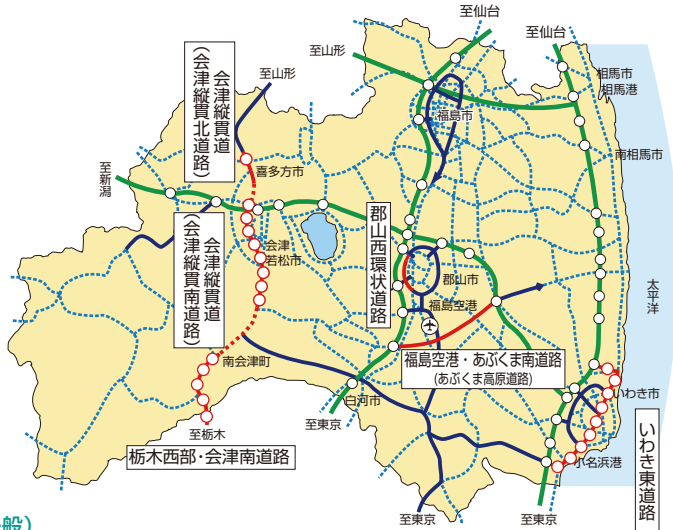 至仙台
至仙台
至山形
相馬市
相馬港
会津縦貫道
(会津縦貫北道路)
至山形
福島市
南相馬市
喜多方市
至新潟
会津縦貫道
(会津縦貫南道路)
会津
若松市
郡山西環状道路
郡山市
太平洋
福島空港
福島空港・あぶくま南道路
(あぶくま高原道路)
南会津町
白河市
いわき市
至東京
至栃木
栃木西部・会津南道路
小名浜港
いわき東道路
至東京
至東京
般)